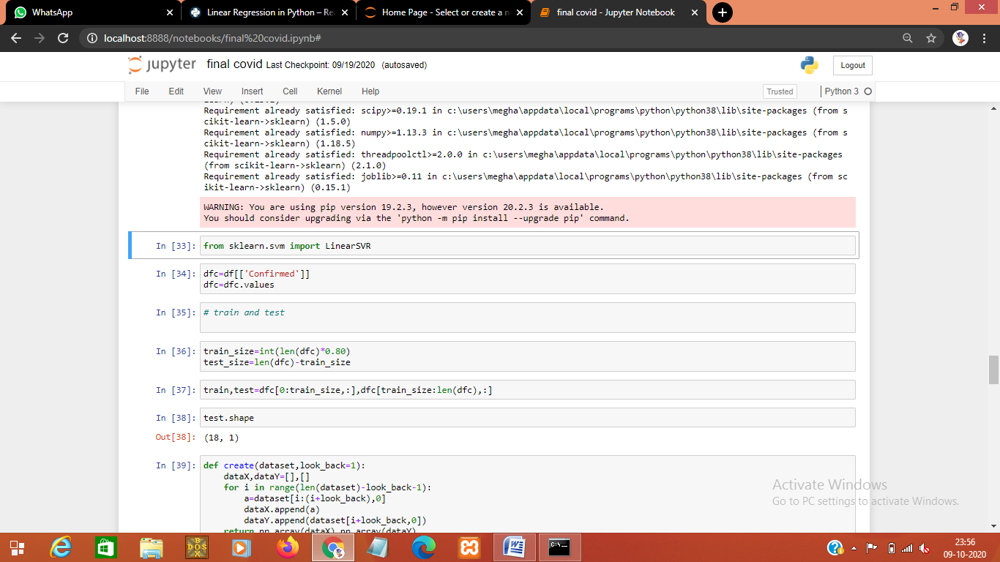 WhatsApp
Linear Regression in Python – Re
Home Page - Select or create a n
final covid - Jupyter Notebook
localhost:8888/notebooks/final%20covid.ipynb#
jupyter final covid Last Checkpoint: 09/19/2020 (autosaved)
Logout
File Edit View Insert Cell Kernel Help
Trusted Python 3
Requirement already satisfied: scipy>=0.19.1 in c:\users\megha\appdata\local\programs\python\python38\lib\site-packages (from s
cikit-learn->sklearn) (1.5.0)
Requirement already satisfied: numpy>=1.13.3 in c:\users\megha\appdata\local\programs\python\python38\lib\site-packages (from s
cikit-learn->sklearn) (1.18.5)
Requirement already satisfied: threadpoolctl>=2.0.0 in c:\users\megha\appdata\local\programs\python\python38\lib\site-packages
(from scikit-learn->sklearn) (2.1.0)
Requirement already satisfied: joblib>=0.11 in c:\users\megha\appdata\local\programs\python\python38\lib\site-packages (from sc
ikit-learn->sklearn) (0.15.1)
WARNING: You are using pip version 19.2.3, however version 20.2.3 is available.
You should consider upgrading via the 'python -m pip install --upgrade pip' command.
In [33]: from sklearn.svm import LinearSVR
In [34]: dfc=df[['Confirmed']]
dfc=dfc.values
In [35]: # train and test
In [36]: train_size=int(len(dfc)*0.80)
test_size=len(dfc)-train_size
In [37]: train,test=dfc[0:train_size,:],dfc[train_size:len(dfc),:]
In [38]: test.shape
Out[38]: (18, 1)
In [39]: def create(dataset,look_back=1):
dataX,dataY=[],[]
for i in range(len(dataset)-look_back-1):
a=dataset[i:(i+look_back),0]
dataX.append(a)
dataY.append(dataset[i+look_back,0])
return np.array(dataX),np.array(dataY)
Activate Windows
Go to PC settings to activate Windows.
23:56
09-10-2020